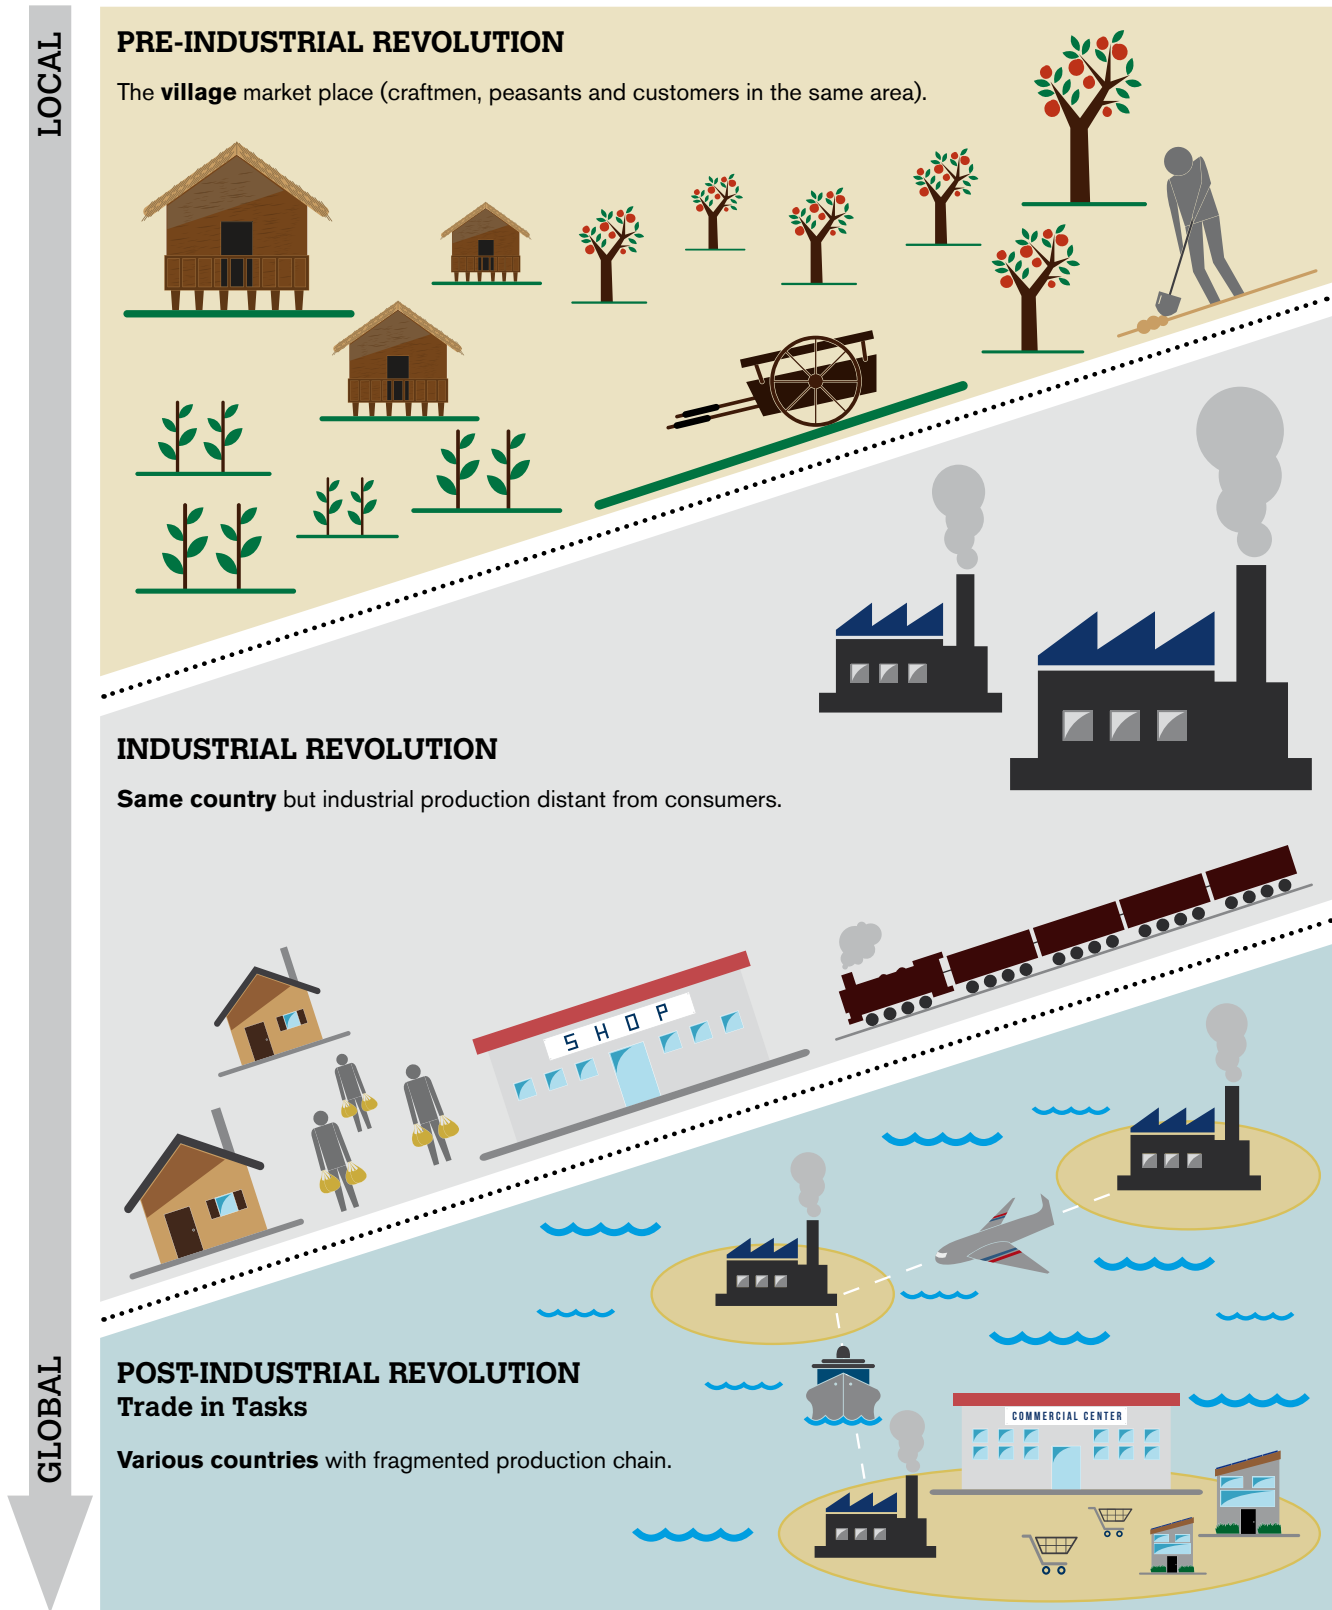 LOCAL
PRE-INDUSTRIAL REVOLUTION
The village market place (craftmen, peasants and customers in the same area).
INDUSTRIAL REVOLUTION
Same country but industrial production distant from consumers.
SHOP
GLOBAL
POST-INDUSTRIAL REVOLUTION
Trade in Tasks
Various countries with fragmented production chain.
COMMERCIAL CENTER